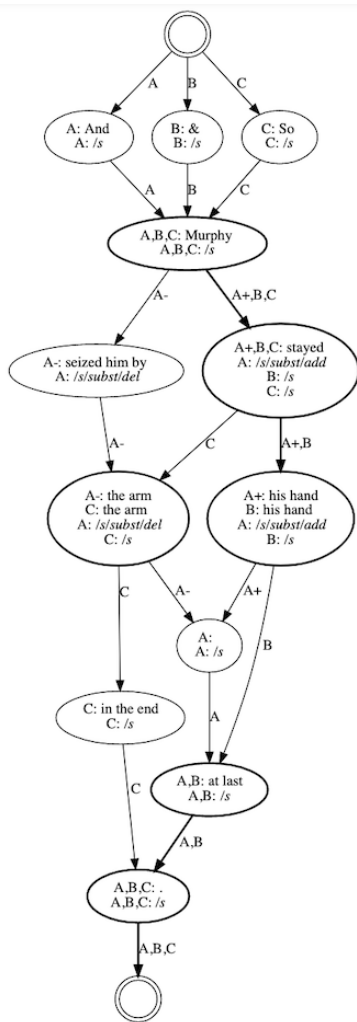 A
B
C
A: And
A: /s
B: &
B: /s
C: So
C: /s
A
B
C
A,B,C: Murphy
A,B,C: /s
A-
A+,B,C
A-: seized him by
A: /s/subst/del
A+,B,C: stayed
A: /s/subst/add
B: /s
C: /s
A-
C
A+,B
A-: the arm
C: the arm
A: /s/subst/del
C: /s
A+: his hand
B: his hand
A: /s/subst/add
B: /s
C
A-
A+
B
A:
A: /s
C: in the end
C: /s
A
C
A,B: at last
A,B: /s
A,B
A,B,C: .
A,B,C: /s
A,B,C